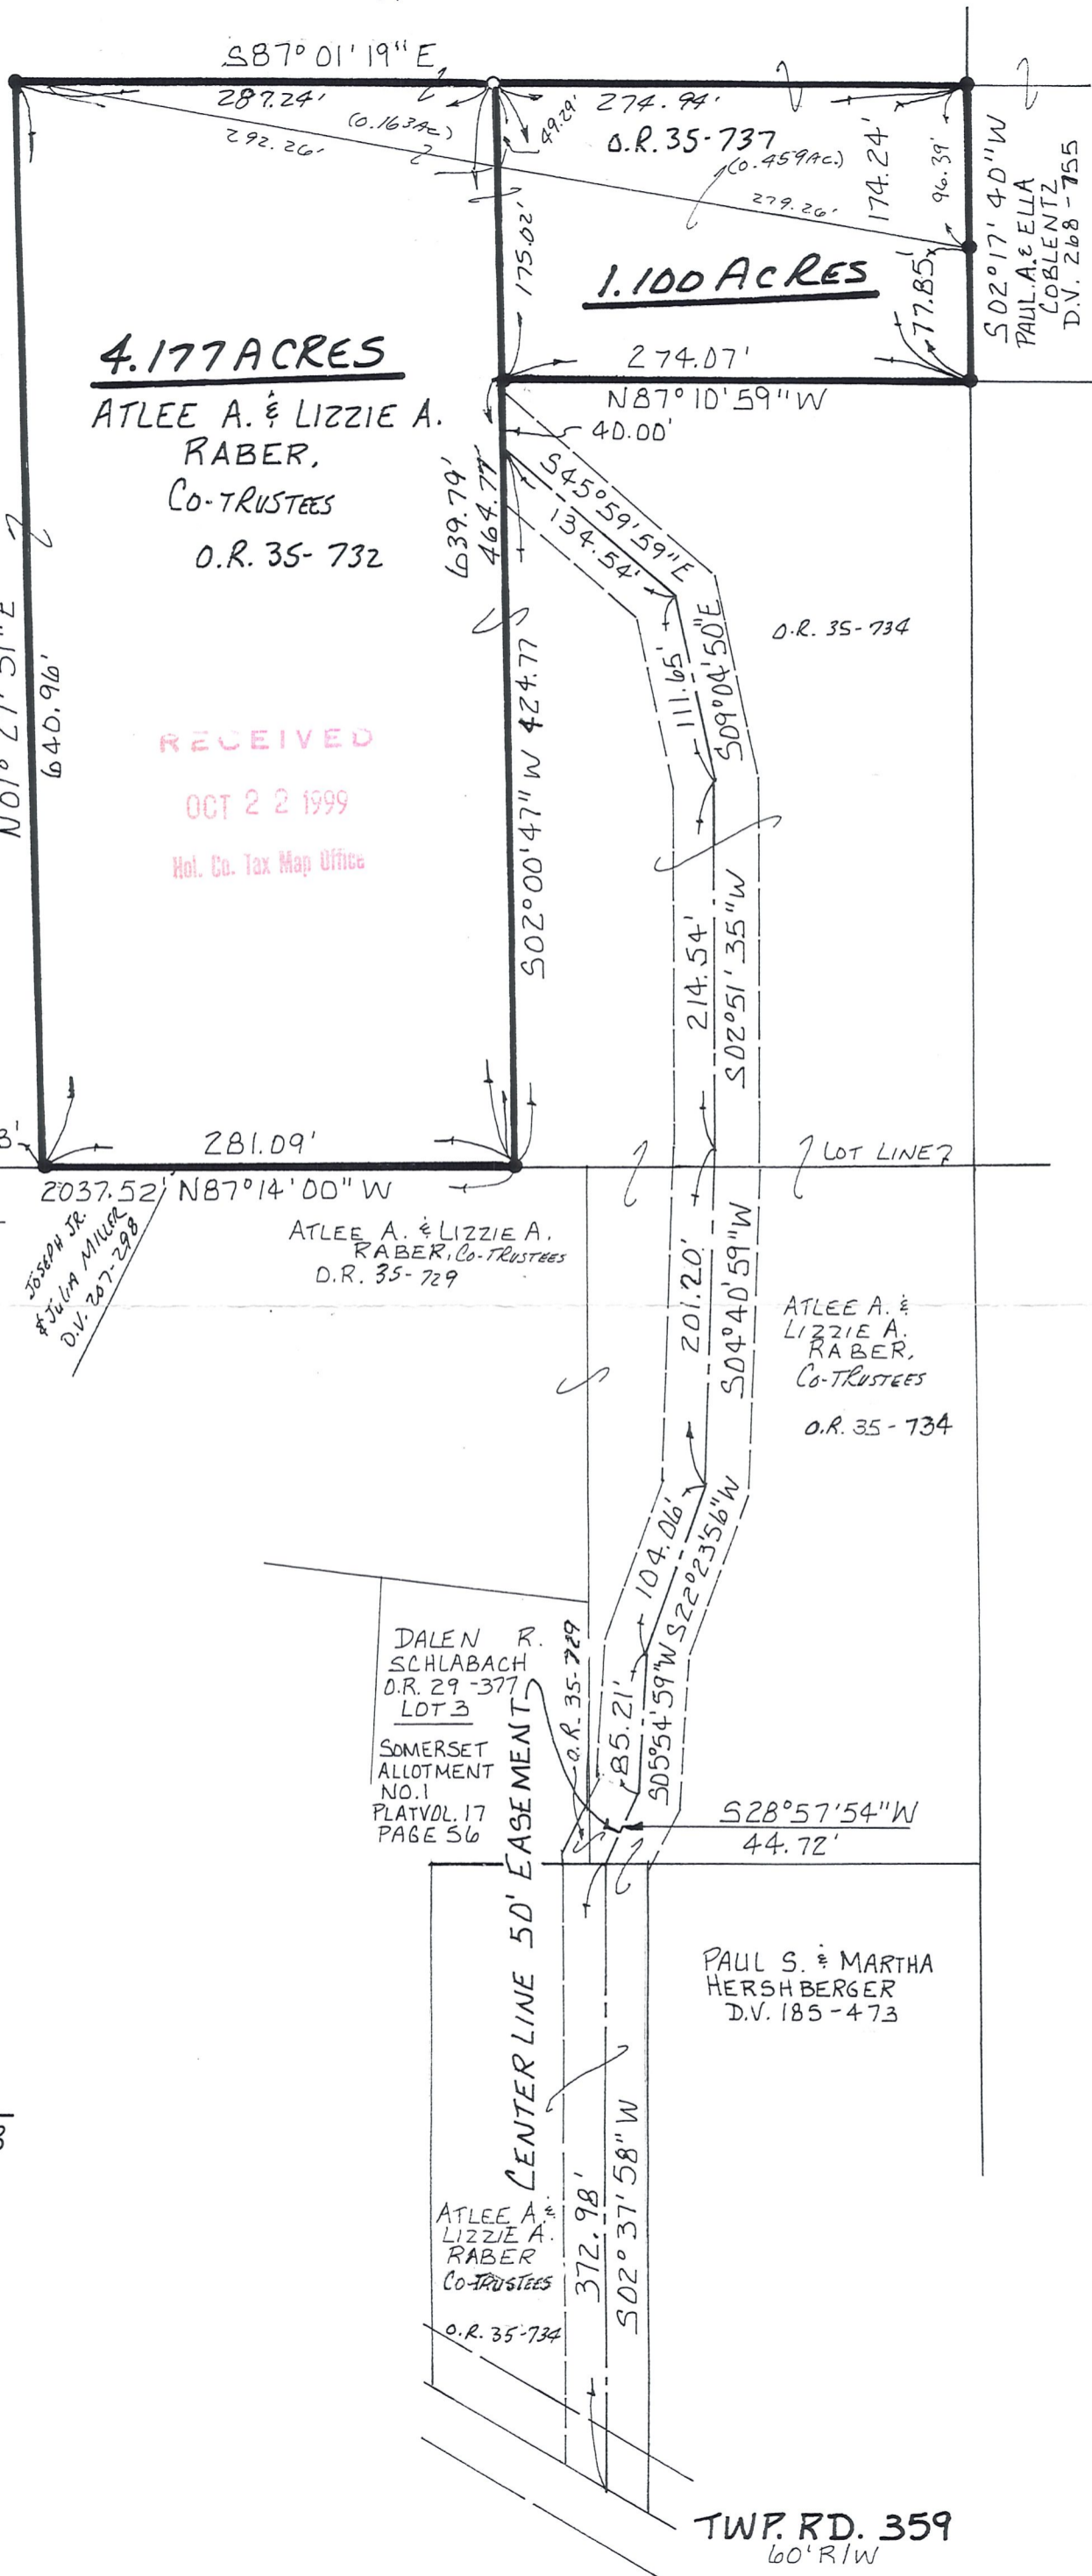 S87° 01' 19" E
287.24'
274.94'
49.29'
(0.163Ac)
292.26'
O.R. 35-737
(0.459Ac.)
279.26'
174.24'
96.39'
77.85'
S02° 17' 40" W
PAUL A. & ELLA
COBLENTZ
D.V. 268-755
175.02'
1.100 ACRES
274.07'
N87° 10' 59" W
40.00'
4.177 ACRES
ATLEE A. & LIZZIE A.
RABER,
CO-TRUSTEES
O.R. 35-732
639.79'
464.77
S45° 59' 59" E
134.54'
111.65'
S09° 04' 50" E
O.R. 35-734
640.96'
RECEIVED
OCT 2 2 1999
Hol. Co. Tax Map Office
S02° 00' 47" W 424.77
214.54'
S02° 51' 35" W
281.09'
LOT LINE
2037.52' N87° 14' 00" W
JOSEPH JR.
& JULIA MILLER
D.V. 207-298
ATLEE A. & LIZZIE A.
RABER, CO-TRUSTEES
O.R. 35-729
201.20'
S04° 40' 59" W
ATLEE A. &
LIZZIE A.
RABER,
CO-TRUSTEES
O.R. 35-734
104.06'
S22° 23' 56" W
DALEN R.
SCHLABACH
O.R. 29-377
LOT 3
SOMERSET
ALLOTMENT
NO.1
PLATVOL. 17
PAGE 56
O.R. 35-729
85.21'
S05° 54' 59" W
S28° 57' 54" W
44.72'
CENTERLINE 50' EASEMENT
PAUL S. & MARTHA
HERSHBERGER
D.V. 185-473
372.98'
S02° 37' 58" W
ATLEE A. &
LIZZIE A.
RABER
CO-TRUSTEES
O.R. 35-734
TWP. RD. 359
60' R/W